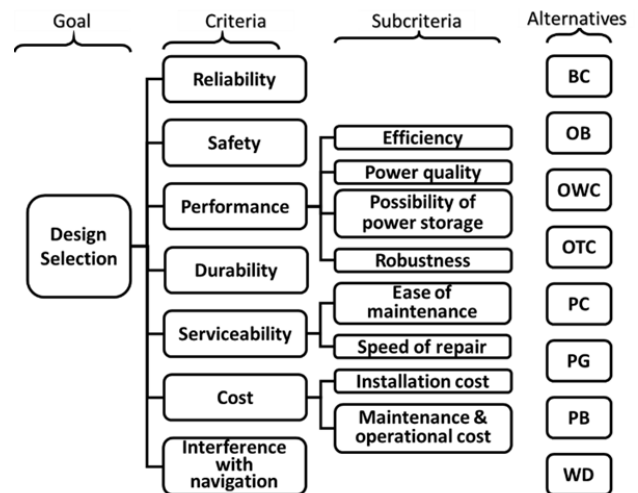 Goal
Criteria
Subcriteria
Alternatives
Design
Selection
Reliability
Safety
Performance
Durability
Serviceability
Cost
Interference
with
navigation
Efficiency
Power quality
Possibility of
power storage
Robustness
Ease of
maintenance
Speed of repair
Installation cost
Maintenance &
operational cost
BC
OB
OWC
OTC
PC
PG
PB
WD